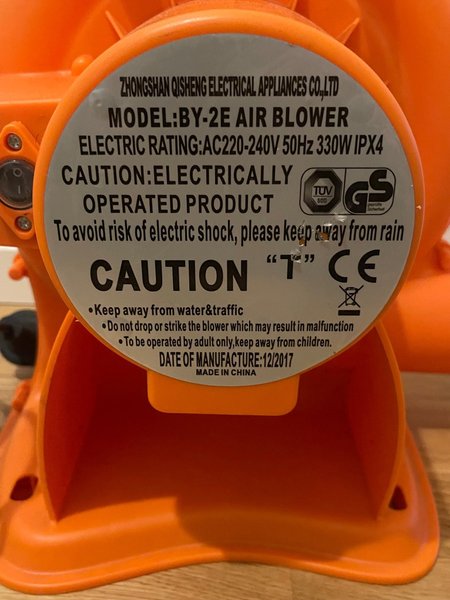 ZHONGSHAN QISHENG ELECTRICAL APPLIANCES CO.,LTD
MODEL:BY-2E AIR BLOWER
ELECTRIC RATING:AC220-240V 50Hz 330W IPX4
CAUTION:ELECTRICALLY
OPERATED PRODUCT
TÜV
GS
To avoid risk of electric shock, please keep away from rain
CAUTION "T" CE
•Keep away from water&traffic
•Do not drop or strike the blower which may result in malfunction
•To be operated by adult only,keep away from children.
DATE OF MANUFACTURE:12/2017
MADE IN CHINA